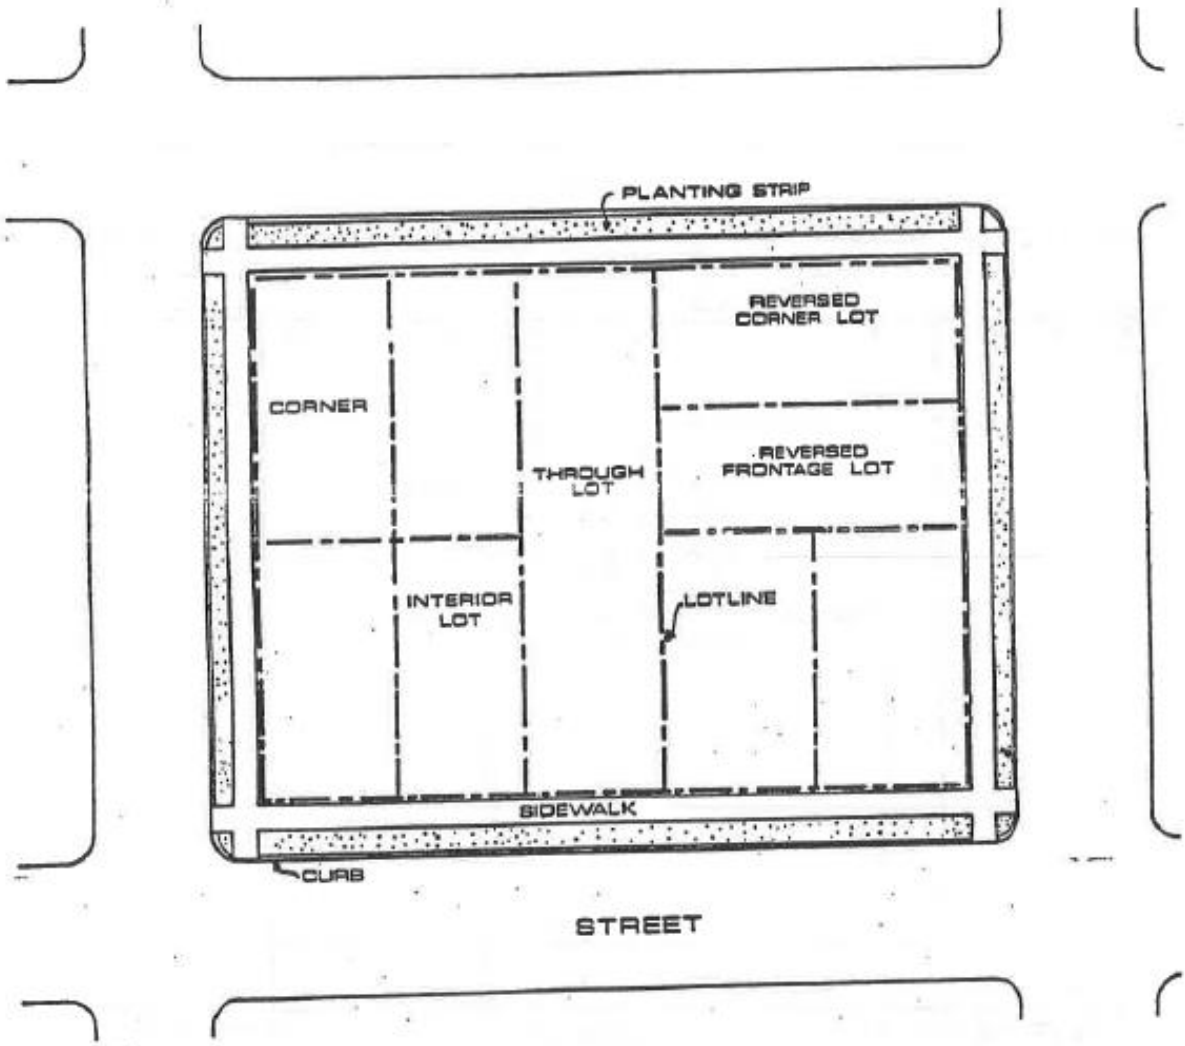 PLANTING STRIP
REVERSED
CORNER LOT
CORNER
REVERSED
FRONTAGE LOT
THROUGH
LOT
INTERIOR
LOT
LOTLINE
SIDEWALK
CURB
STREET